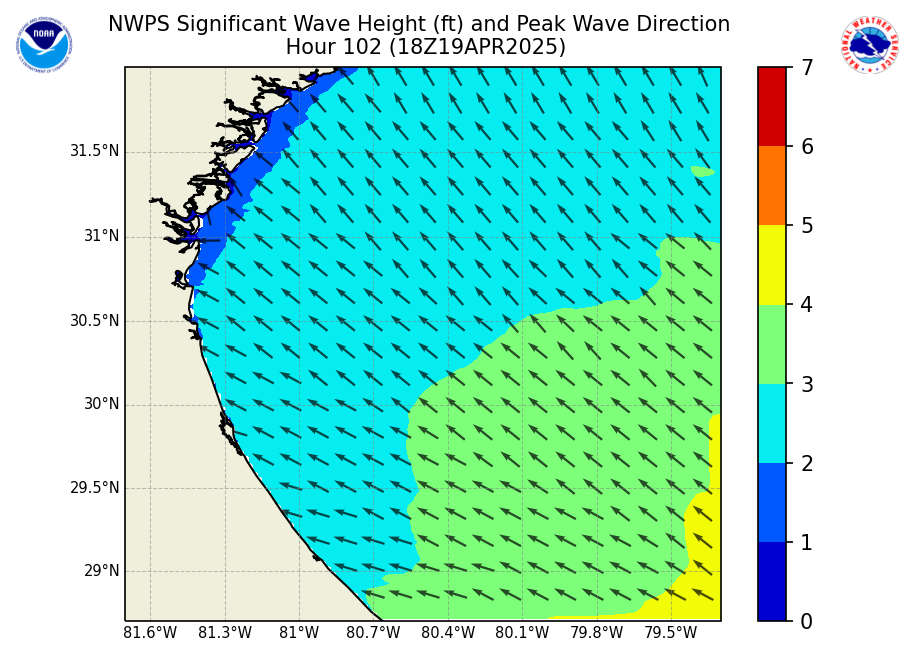 NWPS Significant Wave Height (ft) and Peak Wave Direction
Hour 102 (18Z19APR2025)
NOAA
NATIONAL WEATHER SERVICE
31.5°N
31°N
30.5°N
30°N
29.5°N
29°N
81.6°W 81.3°W 81°W 80.7°W 80.4°W 80.1°W 79.8°W 79.5°W
7
6
5
4
3
2
1
0